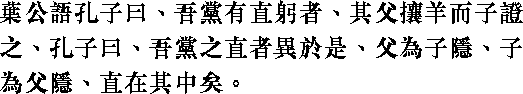 葉公語孔子曰、吾黨有直躬者、其父攘羊而子證
之、孔子曰、吾黨之直者異於是、父為子隱、子
為父隱、直在其中矣。